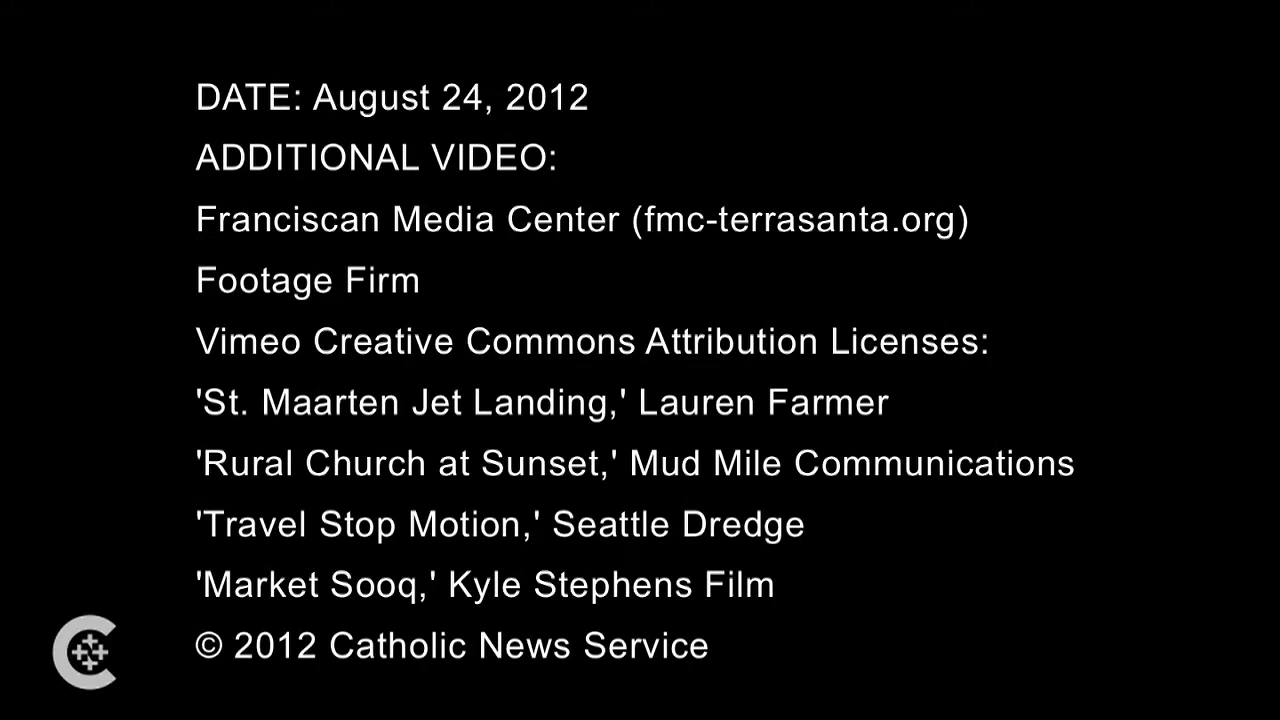 DATE: August 24, 2012
ADDITIONAL VIDEO:
Franciscan Media Center (fmc-terrasanta.org)
Footage Firm
Vimeo Creative Commons Attribution Licenses:
'St. Maarten Jet Landing,' Lauren Farmer
'Rural Church at Sunset,' Mud Mile Communications
'Travel Stop Motion,' Seattle Dredge
'Market Sooq,' Kyle Stephens Film
© 2012 Catholic News Service